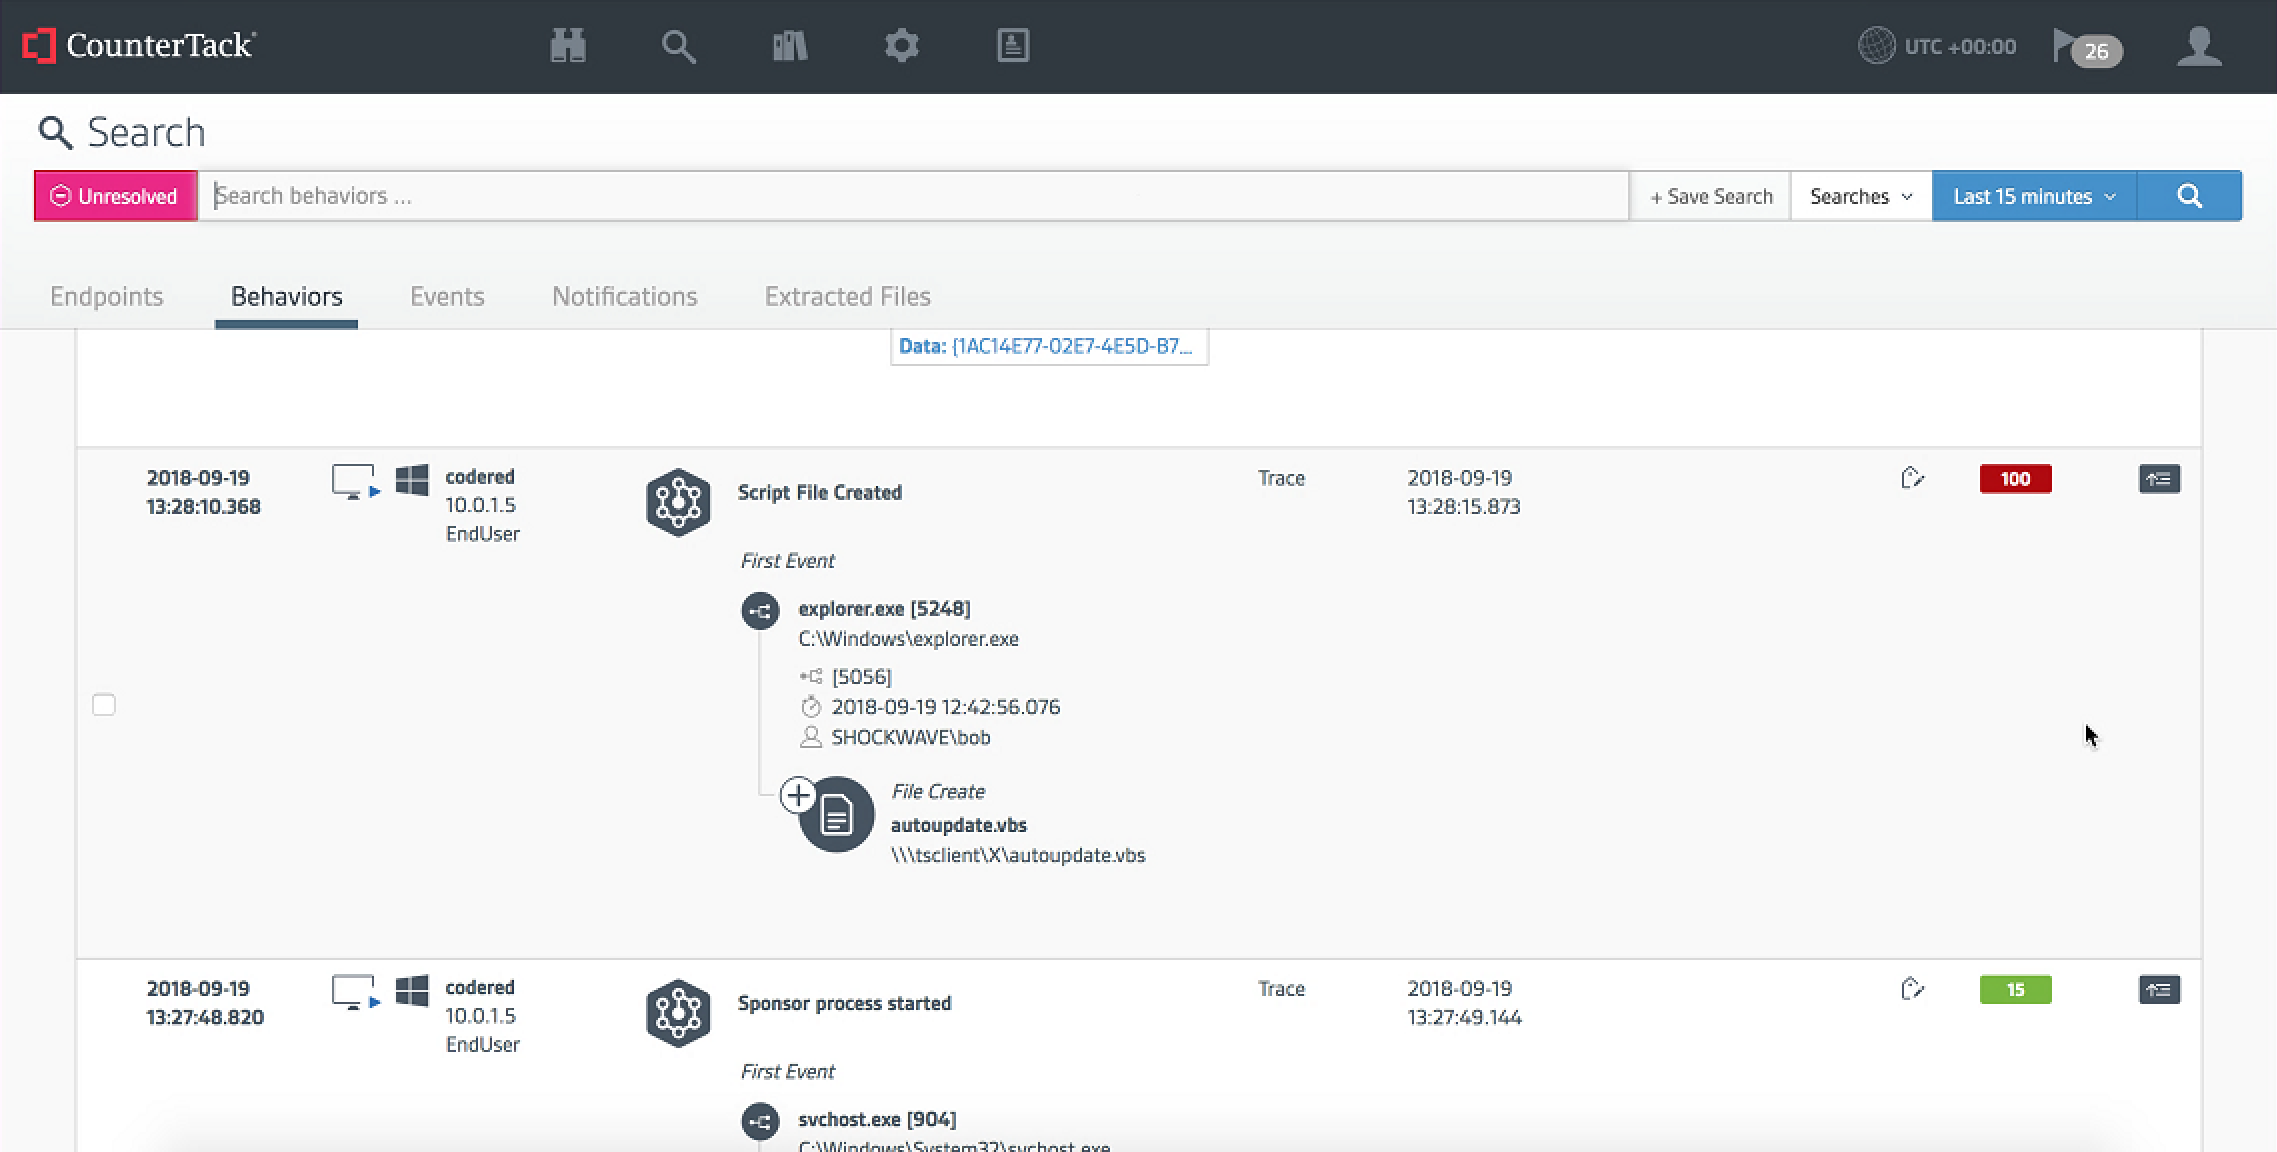 CounterTack
UTC +00:00
26
Search
Unresolved
Search behaviors ...
+ Save Search
Searches
Last 15 minutes
Endpoints
Behaviors
Events
Notifications
Extracted Files
Data: {1AC14E77-02E7-4E5D-B7...
2018-09-19
13:28:10.368
codered
10.0.1.5
EndUser
Script File Created
Trace
2018-09-19
13:28:15.873
100
First Event
explorer.exe [5248]
C:\Windows\explorer.exe
[5056]
2018-09-19 12:42:56.076
SHOCKWAVE\bob
File Create
autoupdate.vbs
\\\tsclient\X\autoupdate.vbs
2018-09-19
13:27:48.820
codered
10.0.1.5
EndUser
Sponsor process started
Trace
2018-09-19
13:27:49.144
15
First Event
svchost.exe [904]
C:\Windows\System32\svchost.exe